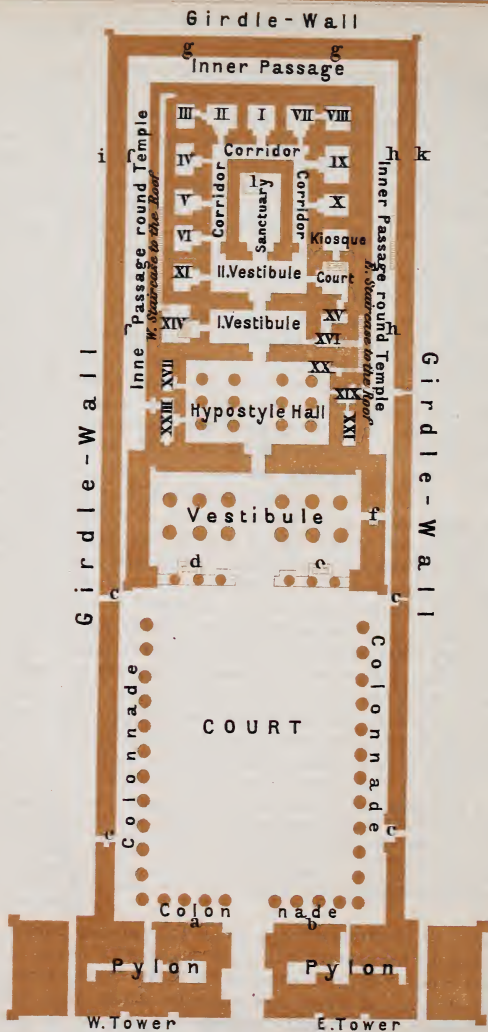 Girdle-Wall
g g
Inner Passage
III II I VII VIII
Corridor
i f IV l IX h k
Corridor Sanctuary Corridor
V X
VI Kiosque
XI II.Vestibule Court
Inne Passage round Temple
W. Staircase to the Roof
Inner Passage round Temple
E. Staircase to the Roof
f XIV I.Vestibule XV h
XVI
XVII XX
XIX
Hypostyle Hall
XXIII XXI
Girdle-Wall
Girdle-Wall
Vestibule f
d e
c c
Colonnade
COURT
Colonnade
c c
Colon nade
a b
Pylon Pylon
W.Tower E.Tower